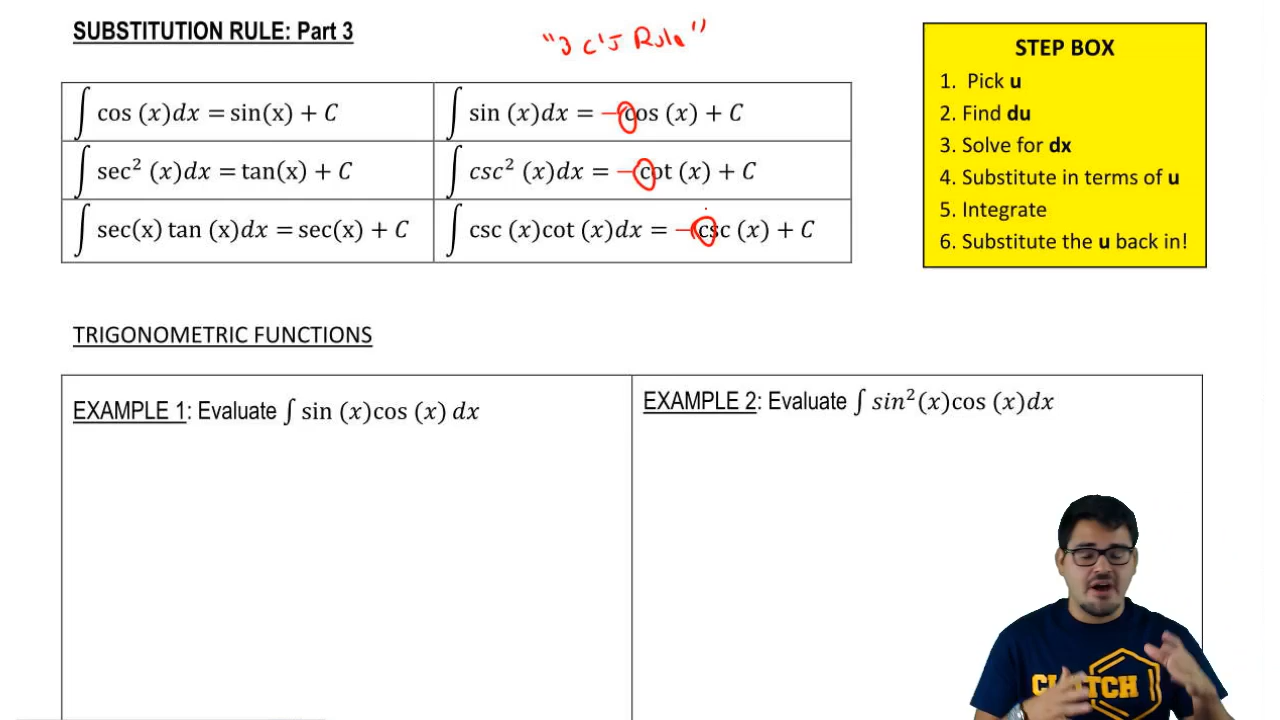 SUBSTITUTION RULE: Part 3
"3 C'S Rule"
∫ cos (x)dx = sin(x) + C
∫ sin (x)dx = −cos (x) + C
∫ sec² (x)dx = tan(x) + C
∫ csc² (x)dx = −cot (x) + C
∫ sec(x) tan (x)dx = sec(x) + C
∫ csc (x)cot (x)dx = −csc (x) + C
STEP BOX
1. Pick u
2. Find du
3. Solve for dx
4. Substitute in terms of u
5. Integrate
6. Substitute the u back in!
TRIGONOMETRIC FUNCTIONS
EXAMPLE 1: Evaluate ∫ sin (x)cos (x) dx
EXAMPLE 2: Evaluate ∫ sin²(x)cos (x)dx
CLUTCH